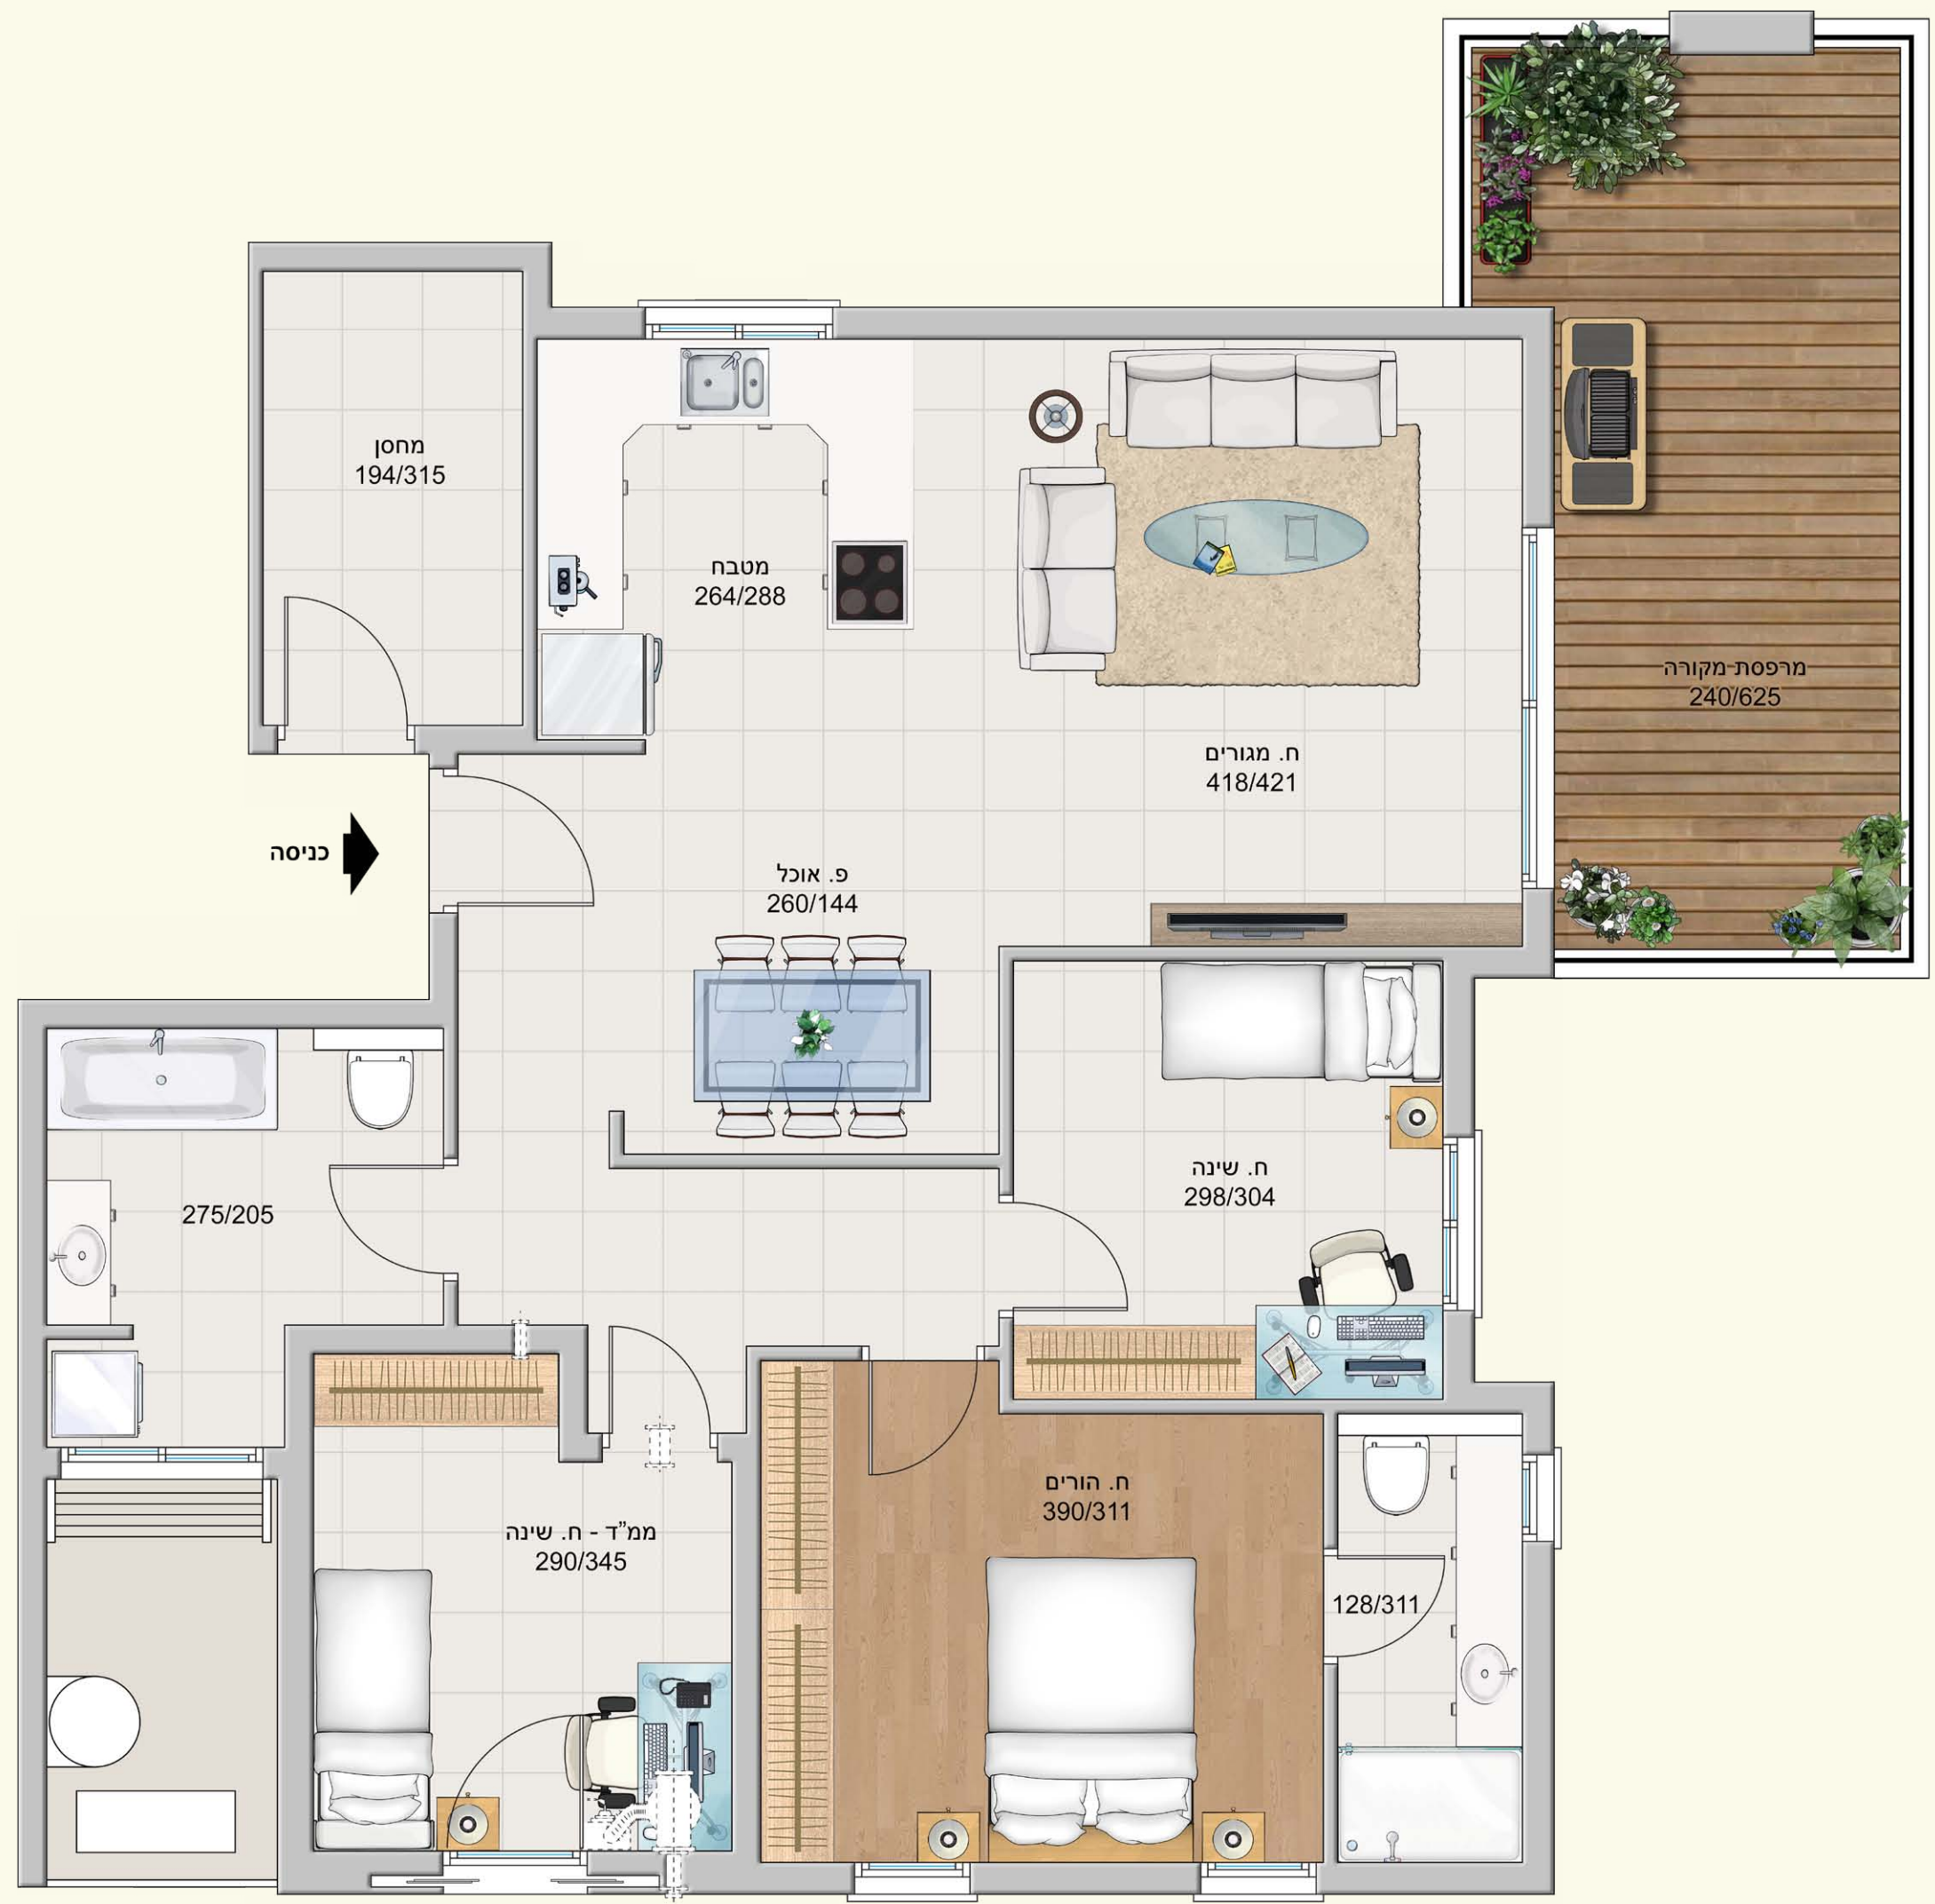 מחסן
194/315
מטבח
264/288
מרפסת מקורה
240/625
ח. מגורים
418/421
כניסה
פ. אוכל
260/144
ח. שינה
298/304
275/205
ח. הורים
390/311
ממ"ד - ח. שינה
290/345
128/311